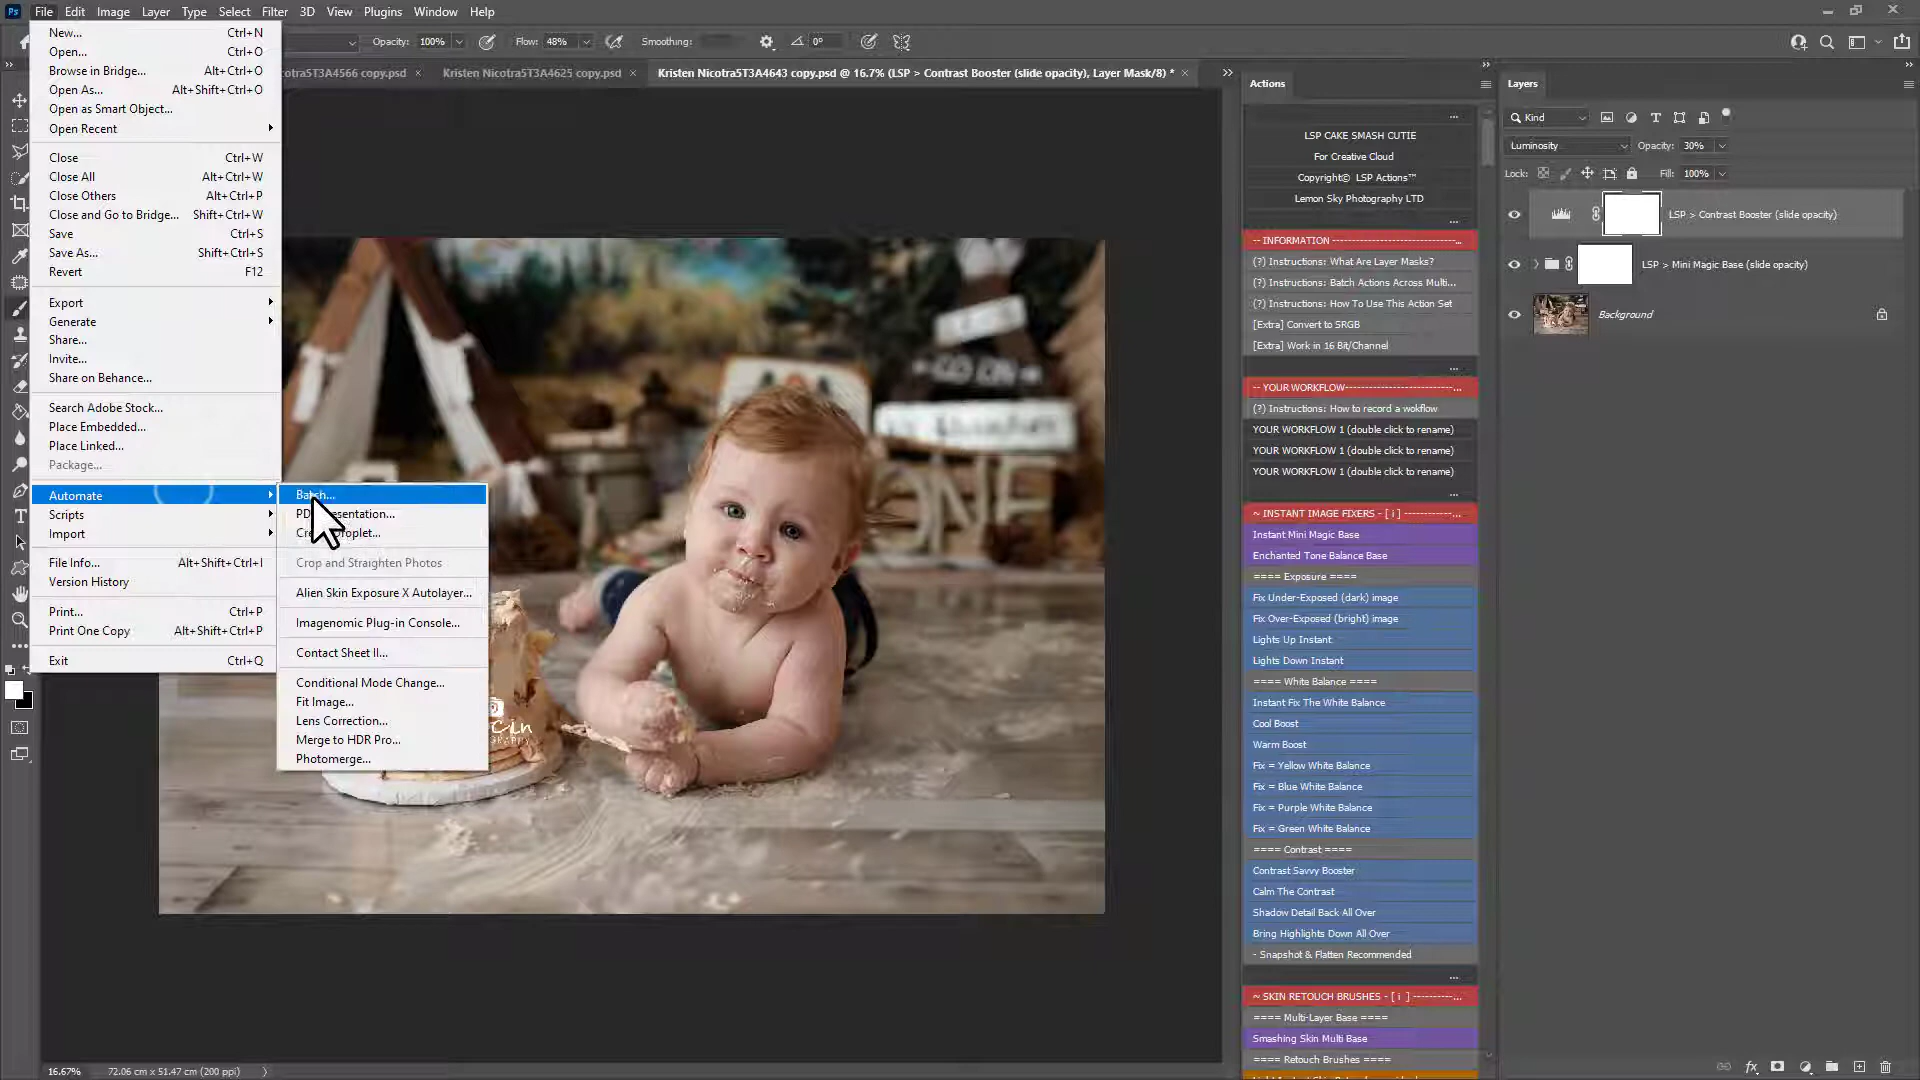 Ps File Edit Image Layer Type Select Filter 3D View Plugins Window Help
Opacity: 100% Flow: 48% Smoothing: 0°
cotra5T3A4566 copy.psd × Kristen Nicotra5T3A4625 copy.psd × Kristen Nicotra5T3A4643 copy.psd @ 16.7% (LSP > Contrast Booster (slide opacity), Layer Mask/8) * ×
New... Ctrl+N
Open... Ctrl+O
Browse in Bridge... Alt+Ctrl+O
Open As... Alt+Shift+Ctrl+O
Open as Smart Object...
Open Recent
Close Ctrl+W
Close All Alt+Ctrl+W
Close Others Alt+Ctrl+P
Close and Go to Bridge... Shift+Ctrl+W
Save Ctrl+S
Save As... Shift+Ctrl+S
Revert F12
Export
Generate
Share...
Invite...
Share on Behance...
Search Adobe Stock...
Place Embedded...
Place Linked...
Package...
Automate
Scripts
Import
File Info... Alt+Shift+Ctrl+I
Version History
Print... Ctrl+P
Print One Copy Alt+Shift+Ctrl+P
Exit Ctrl+Q
Batch...
Alien Skin Exposure X Autolayer...
Crop and Straighten Photos
Imagenomic Plug-in Console...
Contact Sheet II...
Conditional Mode Change...
Fit Image...
Lens Correction...
Merge to HDR Pro...
Photomerge...
ONE
16.67% 72.06 cm x 51.47 cm (200 ppi)
Actions
LSP CAKE SMASH CUTIE
For Creative Cloud
Copyright© LSP Actions™
Lemon Sky Photography LTD
-- INFORMATION ---------------------------...
(?) Instructions: What Are Layer Masks?
(?) Instructions: Batch Actions Across Multi...
(?) Instructions: How To Use This Action Set
[Extra] Convert to SRGB
[Extra] Work in 16 Bit/Channel
-- YOUR WORKFLOW------------------------...
(?) Instructions: How to record a wokflow
YOUR WORKFLOW 1 (double click to rename)
YOUR WORKFLOW 1 (double click to rename)
YOUR WORKFLOW 1 (double click to rename)
~ INSTANT IMAGE FIXERS - [ i ] -----------...
Instant Mini Magic Base
Enchanted Tone Balance Base
==== Exposure ====
Fix Under-Exposed (dark) image
Fix Over-Exposed (bright) image
Lights Up Instant
Lights Down Instant
==== White Balance ====
Instant Fix The White Balance
Cool Boost
Warm Boost
Fix = Yellow White Balance
Fix = Blue White Balance
Fix = Purple White Balance
Fix = Green White Balance
==== Contrast ====
Contrast Savvy Booster
Calm The Contrast
Shadow Detail Back All Over
Bring Highlights Down All Over
- Snapshot & Flatten Recommended
~ SKIN RETOUCH BRUSHES - [ i ] ----------...
==== Multi-Layer Base ====
Smashing Skin Multi Base
==== Retouch Brushes ====
Layers
Kind
Luminosity Opacity: 30%
Lock: Fill: 100%
LSP > Contrast Booster (slide opacity)
LSP > Mini Magic Base (slide opacity)
Background